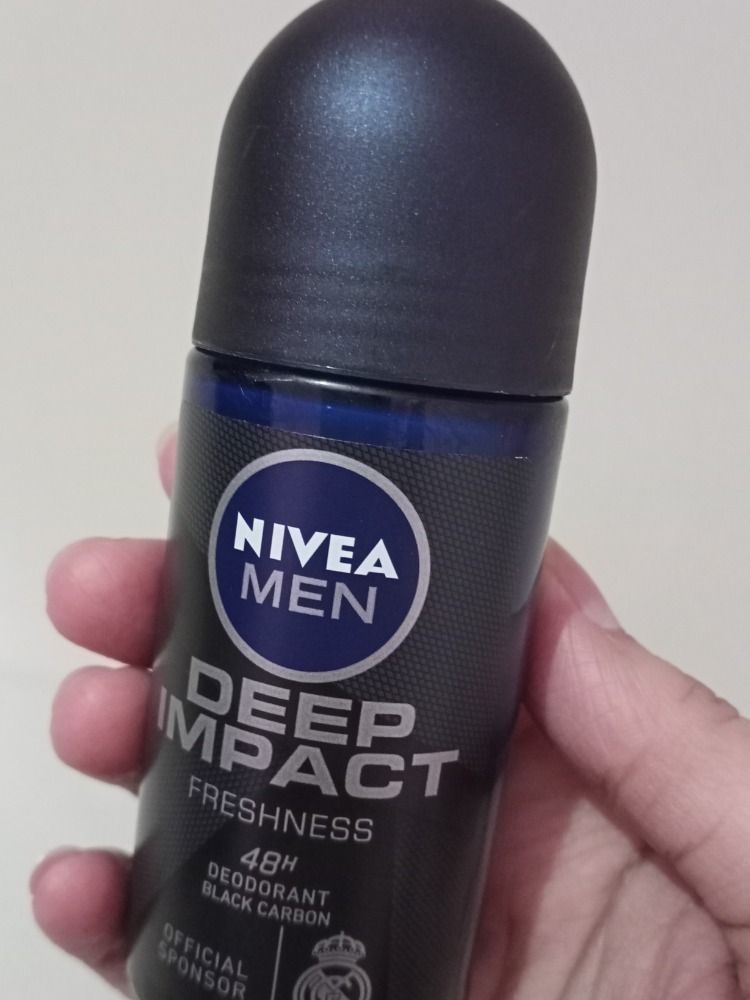 NIVEA
MEN
DEEP
IMPACT
FRESHNESS
48H
DEODORANT
BLACK CARBON
OFFICIAL
SPONSOR